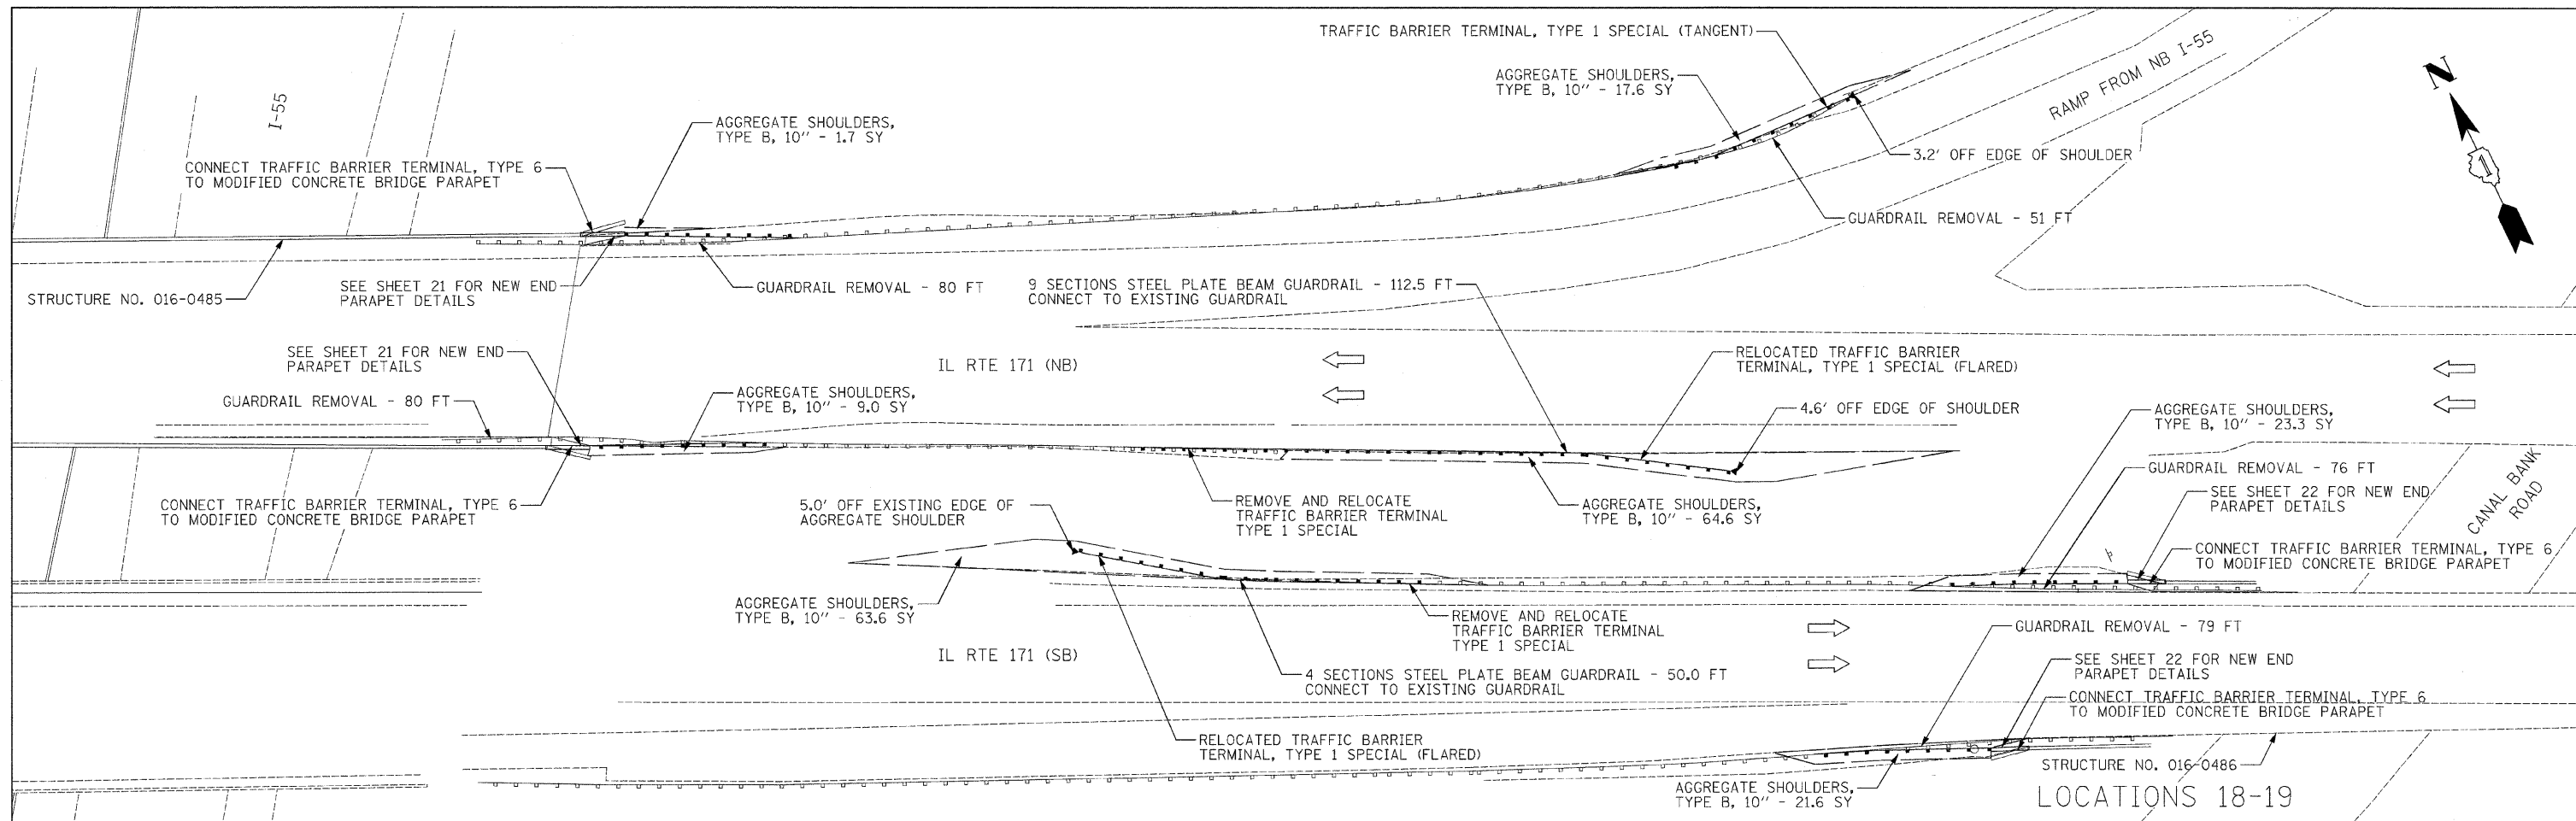 TRAFFIC BARRIER TERMINAL, TYPE 1 SPECIAL (TANGENT)
AGGREGATE SHOULDERS,
TYPE B, 10" - 17.6 SY
RAMP FROM NB I-55
N
1
I-55
AGGREGATE SHOULDERS,
TYPE B, 10" - 1.7 SY
CONNECT TRAFFIC BARRIER TERMINAL, TYPE 6
TO MODIFIED CONCRETE BRIDGE PARAPET
3.2' OFF EDGE OF SHOULDER
GUARDRAIL REMOVAL - 51 FT
STRUCTURE NO. 016-0485
SEE SHEET 21 FOR NEW END
PARAPET DETAILS
GUARDRAIL REMOVAL - 80 FT
9 SECTIONS STEEL PLATE BEAM GUARDRAIL - 112.5 FT
CONNECT TO EXISTING GUARDRAIL
SEE SHEET 21 FOR NEW END
PARAPET DETAILS
IL RTE 171 (NB)
RELOCATED TRAFFIC BARRIER
TERMINAL, TYPE 1 SPECIAL (FLARED)
GUARDRAIL REMOVAL - 80 FT
AGGREGATE SHOULDERS,
TYPE B, 10" - 9.0 SY
4.6' OFF EDGE OF SHOULDER
AGGREGATE SHOULDERS,
TYPE B, 10" - 23.3 SY
GUARDRAIL REMOVAL - 76 FT
SEE SHEET 22 FOR NEW END
PARAPET DETAILS
CANAL BANK
ROAD
CONNECT TRAFFIC BARRIER TERMINAL, TYPE 6
TO MODIFIED CONCRETE BRIDGE PARAPET
5.0' OFF EXISTING EDGE OF
AGGREGATE SHOULDER
REMOVE AND RELOCATE
TRAFFIC BARRIER TERMINAL
TYPE 1 SPECIAL
AGGREGATE SHOULDERS,
TYPE B, 10" - 64.6 SY
CONNECT TRAFFIC BARRIER TERMINAL, TYPE 6
TO MODIFIED CONCRETE BRIDGE PARAPET
AGGREGATE SHOULDERS,
TYPE B, 10" - 63.6 SY
REMOVE AND RELOCATE
TRAFFIC BARRIER TERMINAL
TYPE 1 SPECIAL
GUARDRAIL REMOVAL - 79 FT
IL RTE 171 (SB)
4 SECTIONS STEEL PLATE BEAM GUARDRAIL - 50.0 FT
CONNECT TO EXISTING GUARDRAIL
SEE SHEET 22 FOR NEW END
PARAPET DETAILS
CONNECT TRAFFIC BARRIER TERMINAL, TYPE 6
TO MODIFIED CONCRETE BRIDGE PARAPET
RELOCATED TRAFFIC BARRIER
TERMINAL, TYPE 1 SPECIAL (FLARED)
STRUCTURE NO. 016-0486
AGGREGATE SHOULDERS,
TYPE B, 10" - 21.6 SY
LOCATIONS 18-19